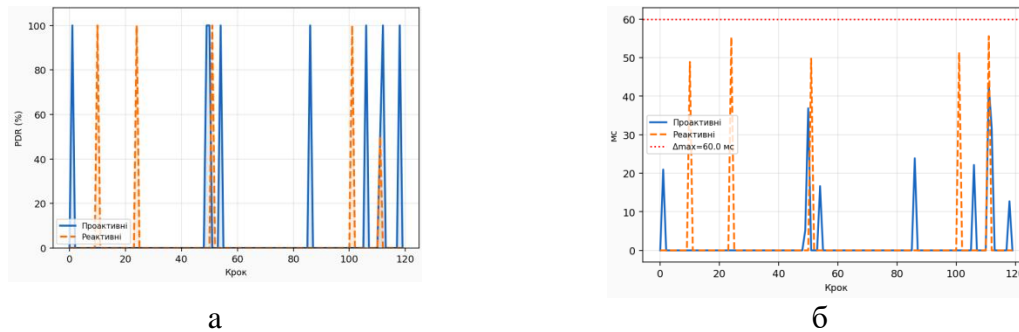 100
80
60
40
20
0
PDR (%)
Проактивні
Реактивні
0 20 40 60 80 100 120
Крок
а
60
50
40
30
20
10
0
мс
Проактивні
Реактивні
Δmax=60.0 мс
0 20 40 60 80 100 120
Крок
б